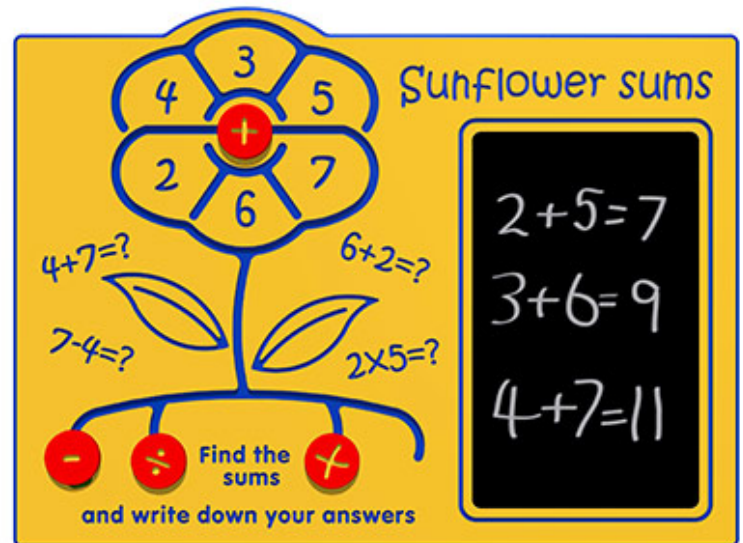 Sunflower sums
3
4
5
+
2
7
6
4+7=?
6+2=?
7-4=?
2x5=?
- ÷ x
Find the
sums
and write down your answers
2+5=7
3+6=9
4+7=11